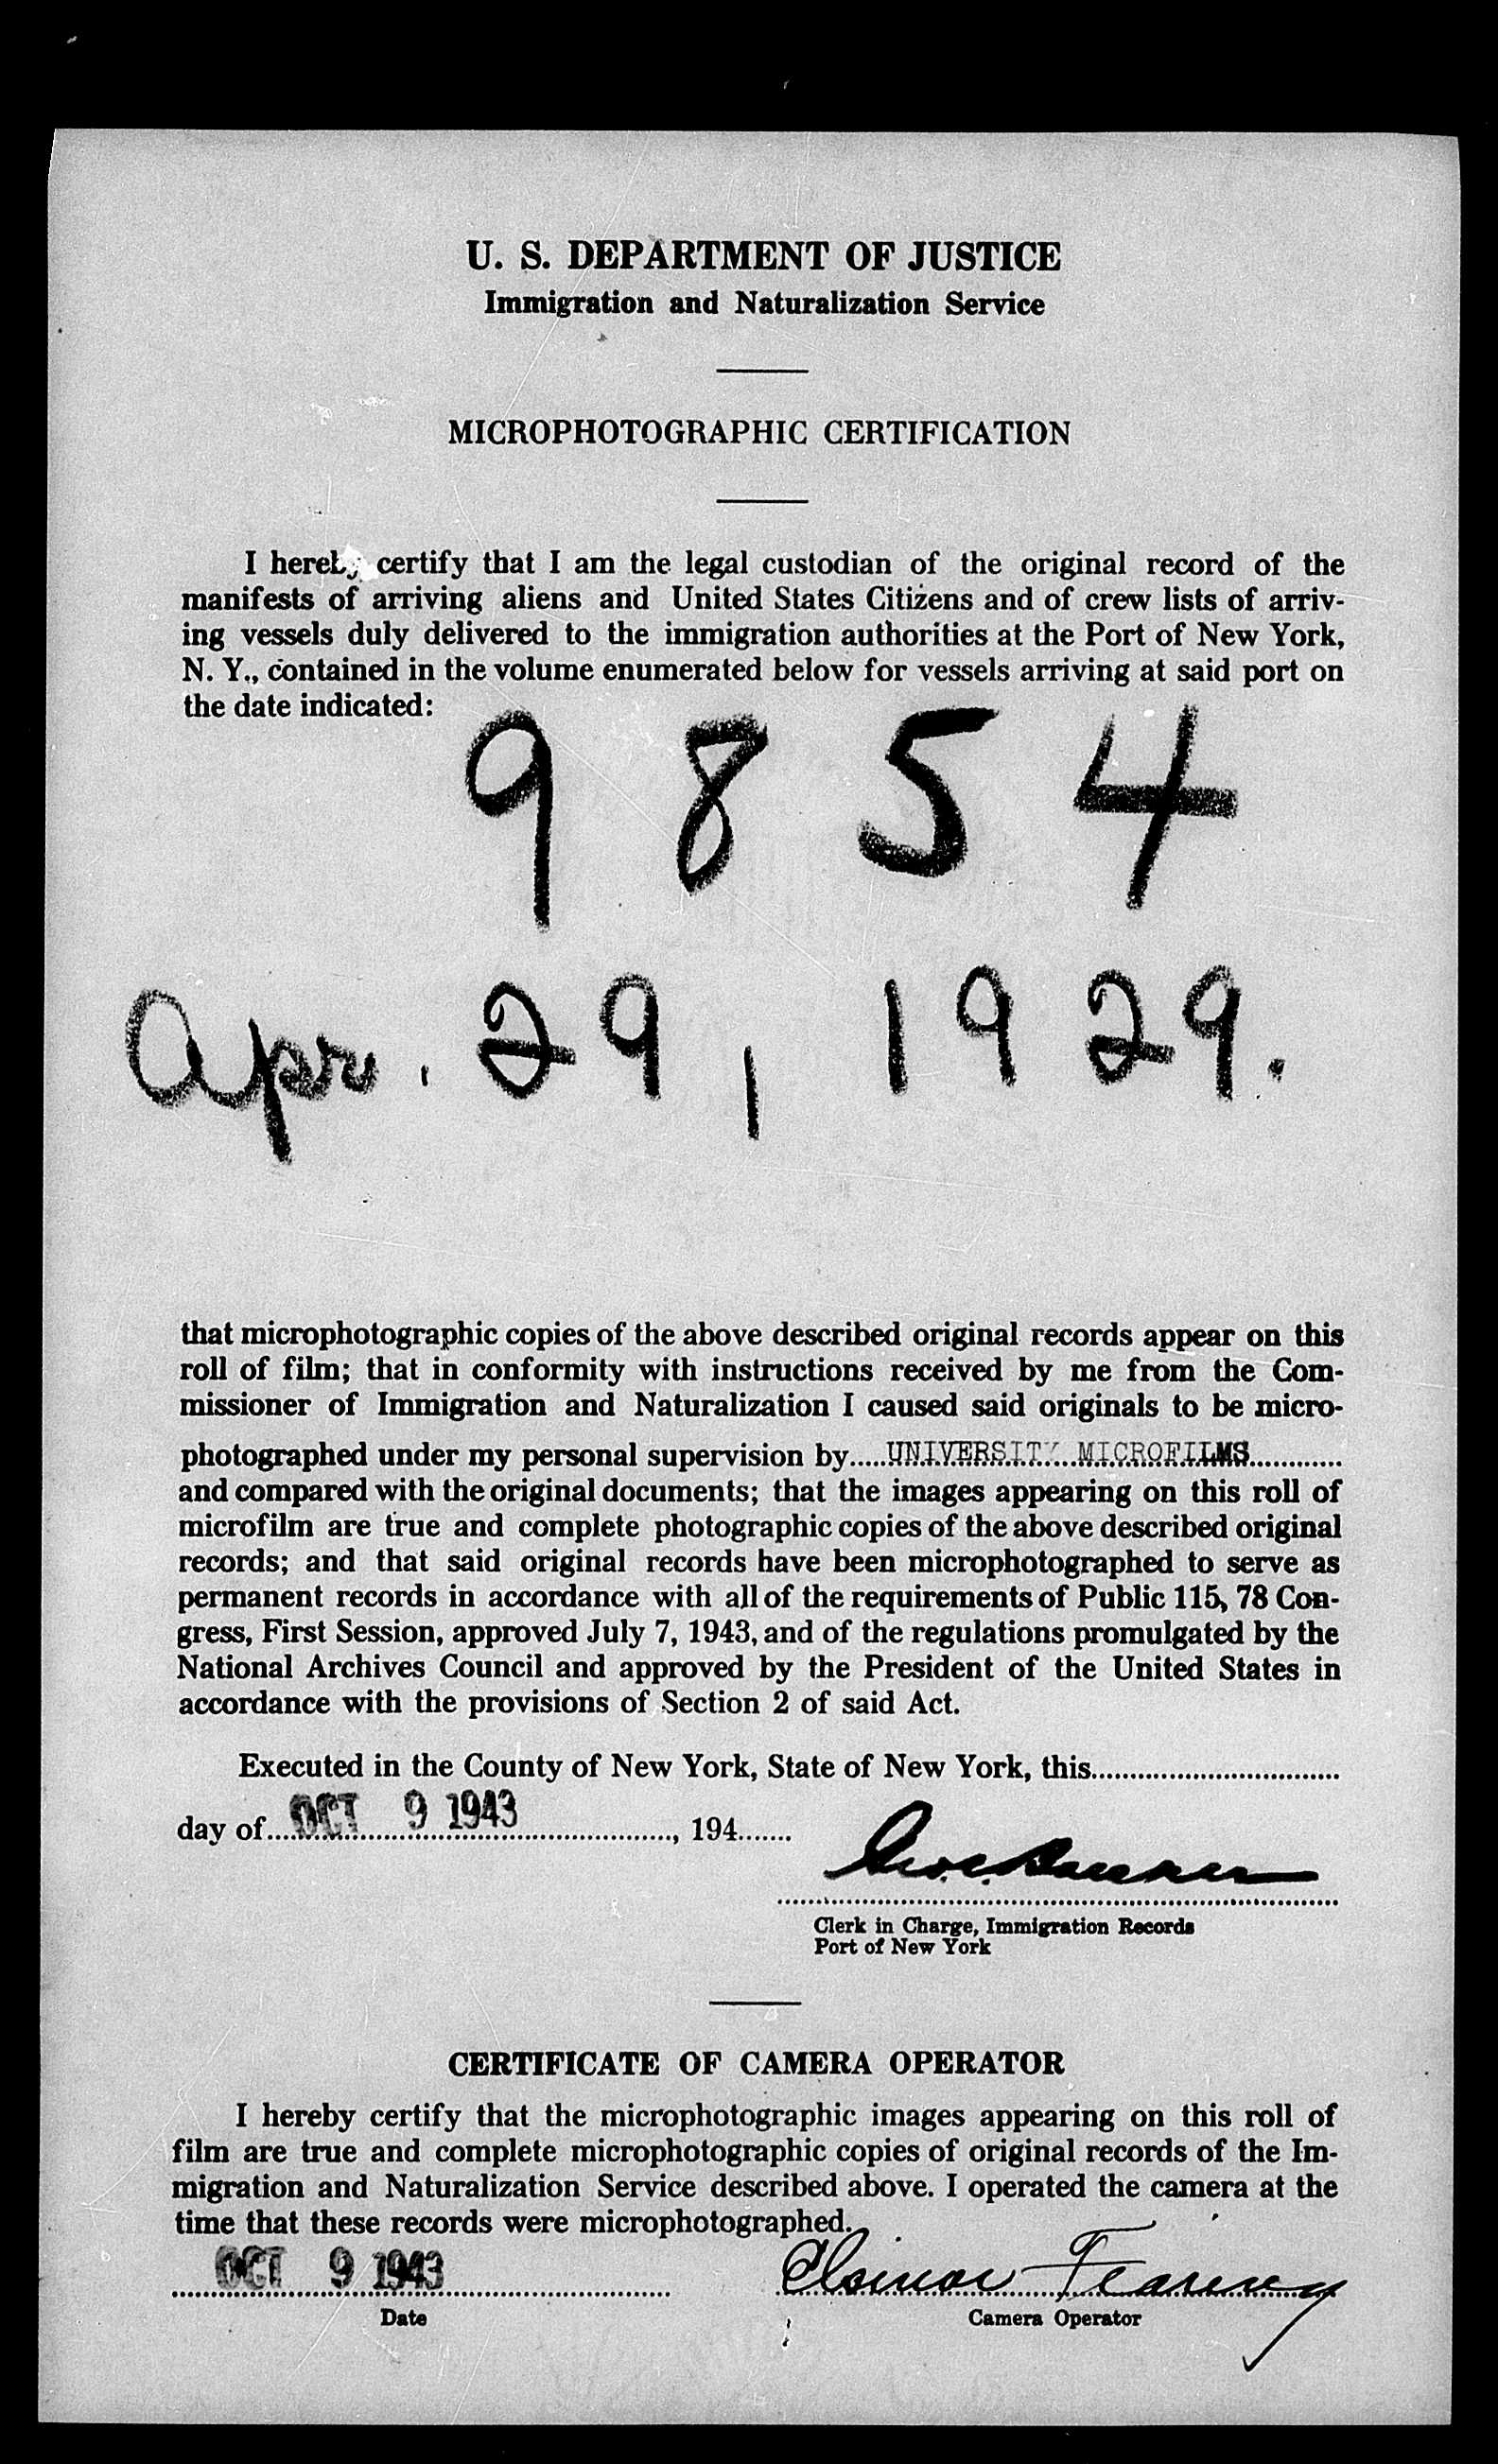 U. S. DEPARTMENT OF JUSTICE
Immigration and Naturalization Service
MICROPHOTOGRAPHIC CERTIFICATION
I hereby certify that I am the legal custodian of the original record of the
manifests of arriving aliens and United States Citizens and of crew lists of arriv-
ing vessels duly delivered to the immigration authorities at the Port of New York,
N. Y., contained in the volume enumerated below for vessels arriving at said port on
the date indicated:
9 8 5 4
Apr. 29, 1929.
that microphotographic copies of the above described original records appear on this
roll of film; that in conformity with instructions received by me from the Com-
missioner of Immigration and Naturalization I caused said originals to be micro-
photographed under my personal supervision by.....UNIVERSITY MICROFILMS............
and compared with the original documents; that the images appearing on this roll of
microfilm are true and complete photographic copies of the above described original
records; and that said original records have been microphotographed to serve as
permanent records in accordance with all of the requirements of Public 115, 78 Con-
gress, First Session, approved July 7, 1943, and of the regulations promulgated by the
National Archives Council and approved by the President of the United States in
accordance with the provisions of Section 2 of said Act.
Executed in the County of New York, State of New York, this................................
day of....OCT 9 1943...................., 194.......
Clerk in Charge, Immigration Records
Port of New York
CERTIFICATE OF CAMERA OPERATOR
I hereby certify that the microphotographic images appearing on this roll of
film are true and complete microphotographic copies of original records of the Im-
migration and Naturalization Service described above. I operated the camera at the
time that these records were microphotographed.
OCT 9 1943
Date
Camera Operator